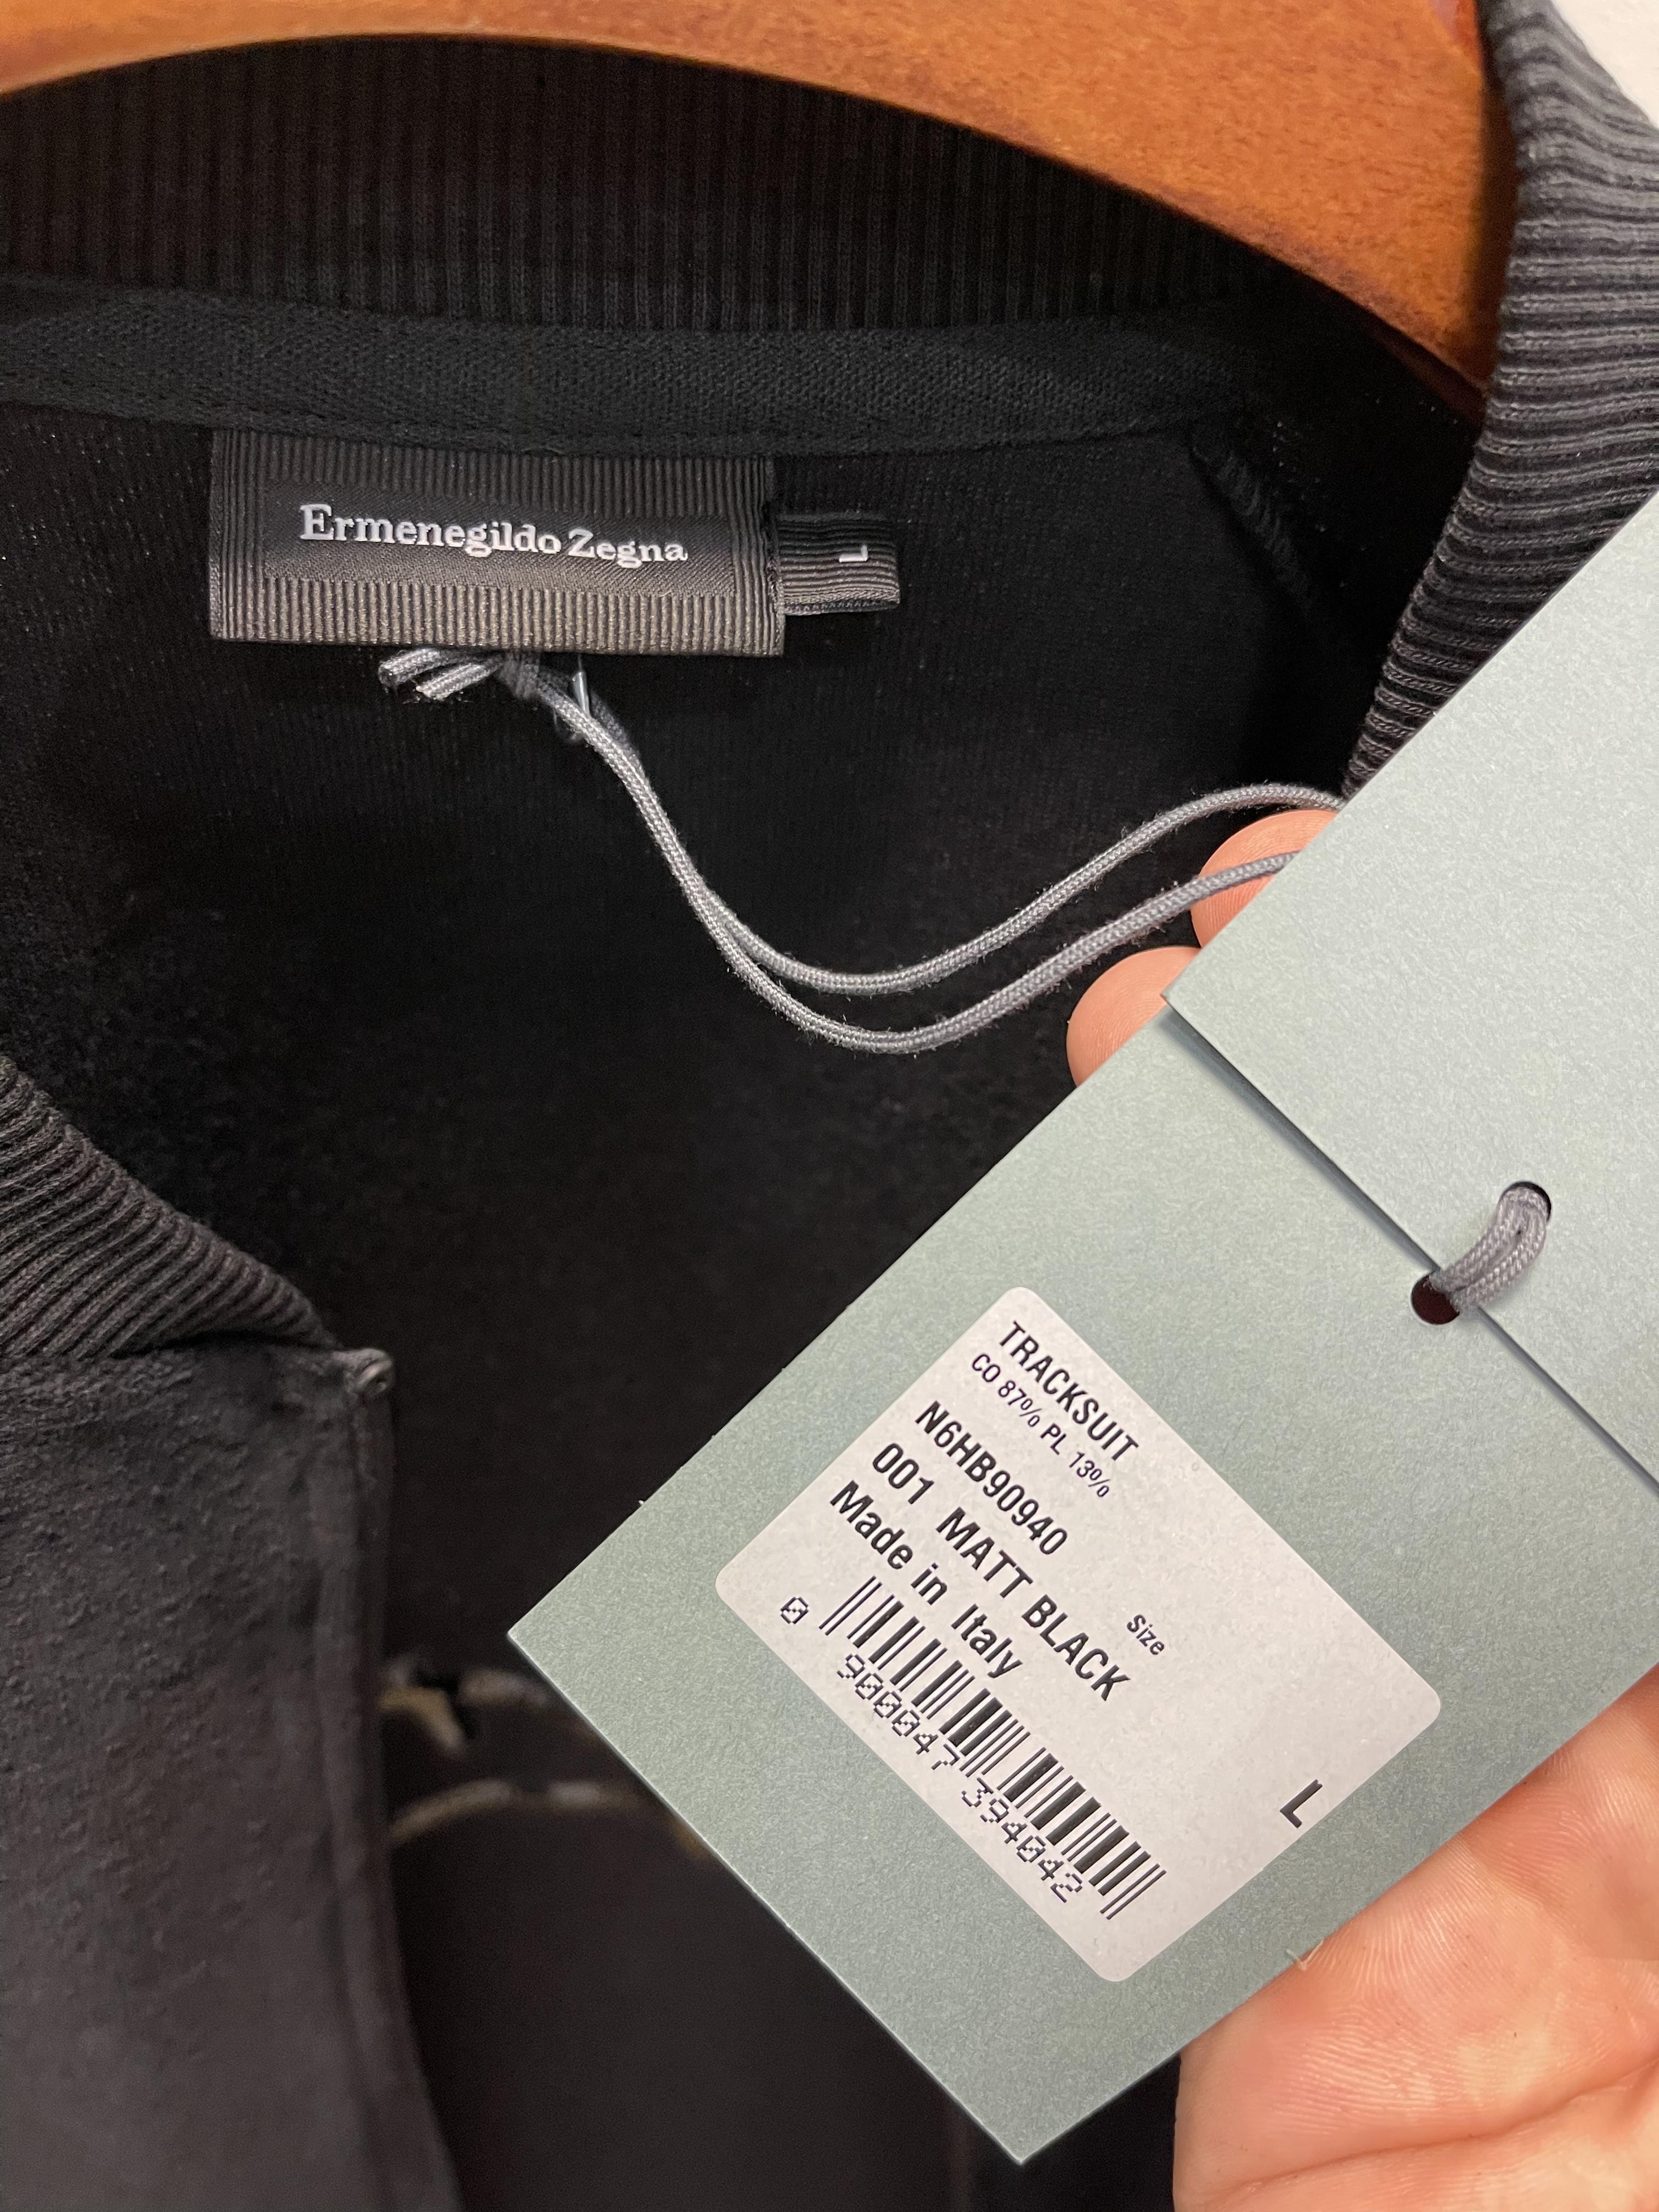 Ermenegildo Zegna
L
TRACKSUIT
CO 87% PL 13%
N6HB90940
001 MATT BLACK
Made in Italy
Size
L
0 900047 394042